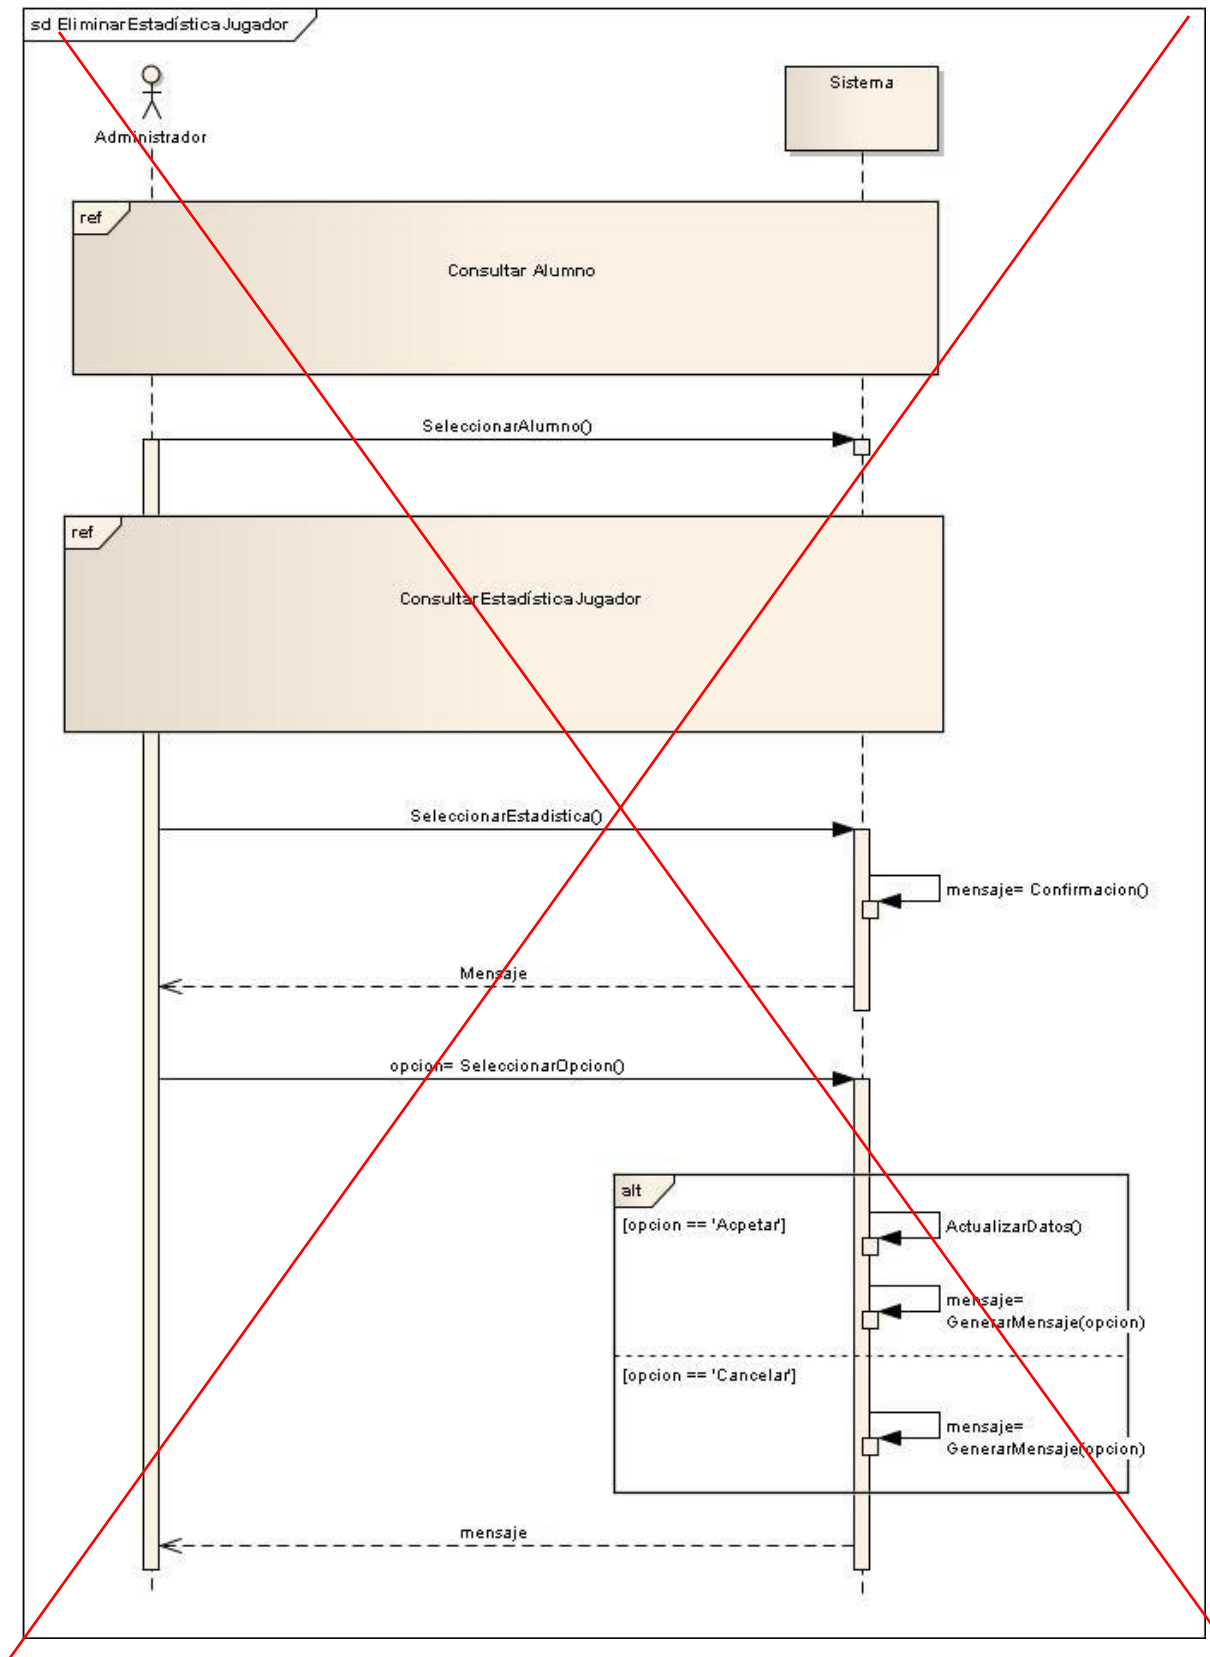 sd EliminarEstadísticaJugador
Sistema
Administrador
ref
Consultar Alumno
SeleccionarAlumno()
ref
ConsultarEstadísticaJugador
SeleccionarEstadistica()
mensaje= Confirmacion()
Mensaje
opcion= SeleccionarOpcion()
alt
[opcion == 'Acpetar']
ActualizarDatos()
mensaje=
GenerarMensaje(opcion)
[opcion == 'Cancelar']
mensaje=
GenerarMensaje(opcion)
mensaje